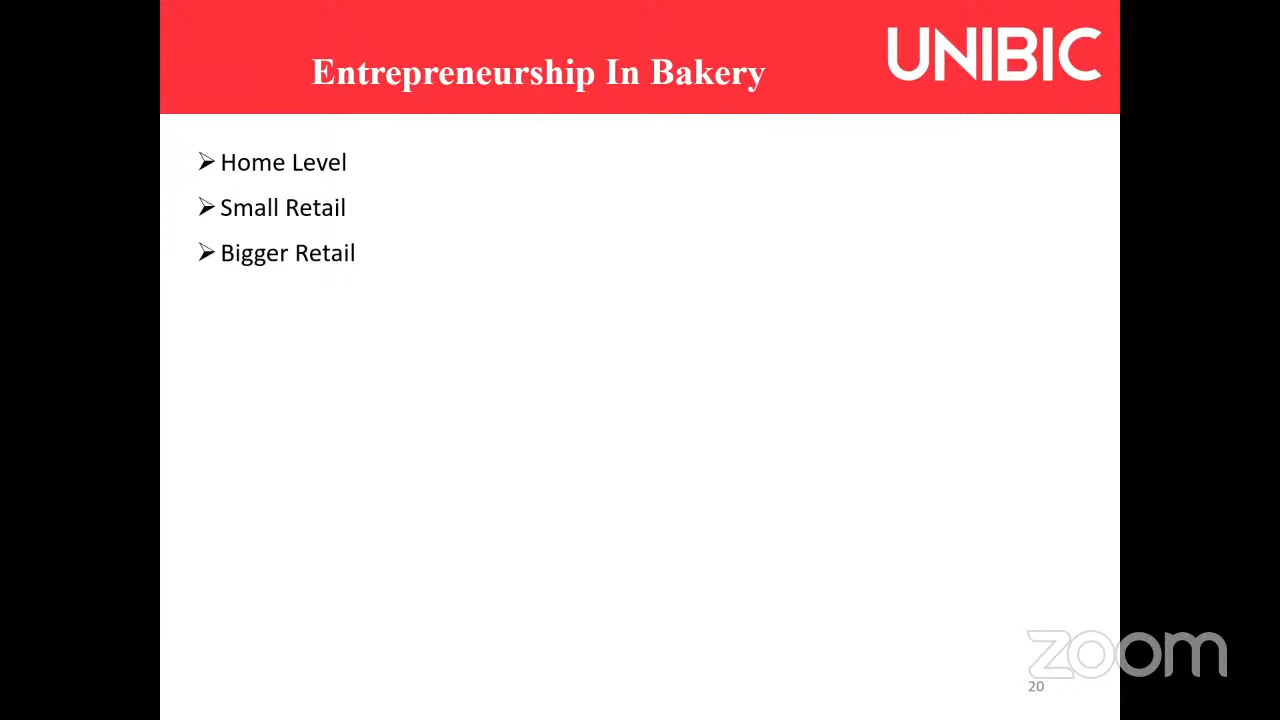 UNIBIC
Entrepreneurship In Bakery
Home Level
Small Retail
Bigger Retail
zoom
20